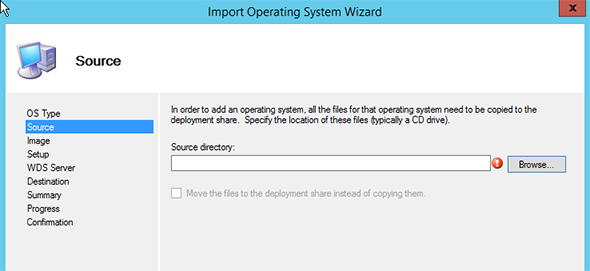 Import Operating System Wizard
x
Source
OS Type
Source
Image
Setup
WDS Server
Destination
Summary
Progress
Confirmation
In order to add an operating system, all the files for that operating system need to be copied to the
deployment share. Specify the location of these files (typically a CD drive).
Source directory:
Browse...
Move the files to the deployment share instead of copying them.